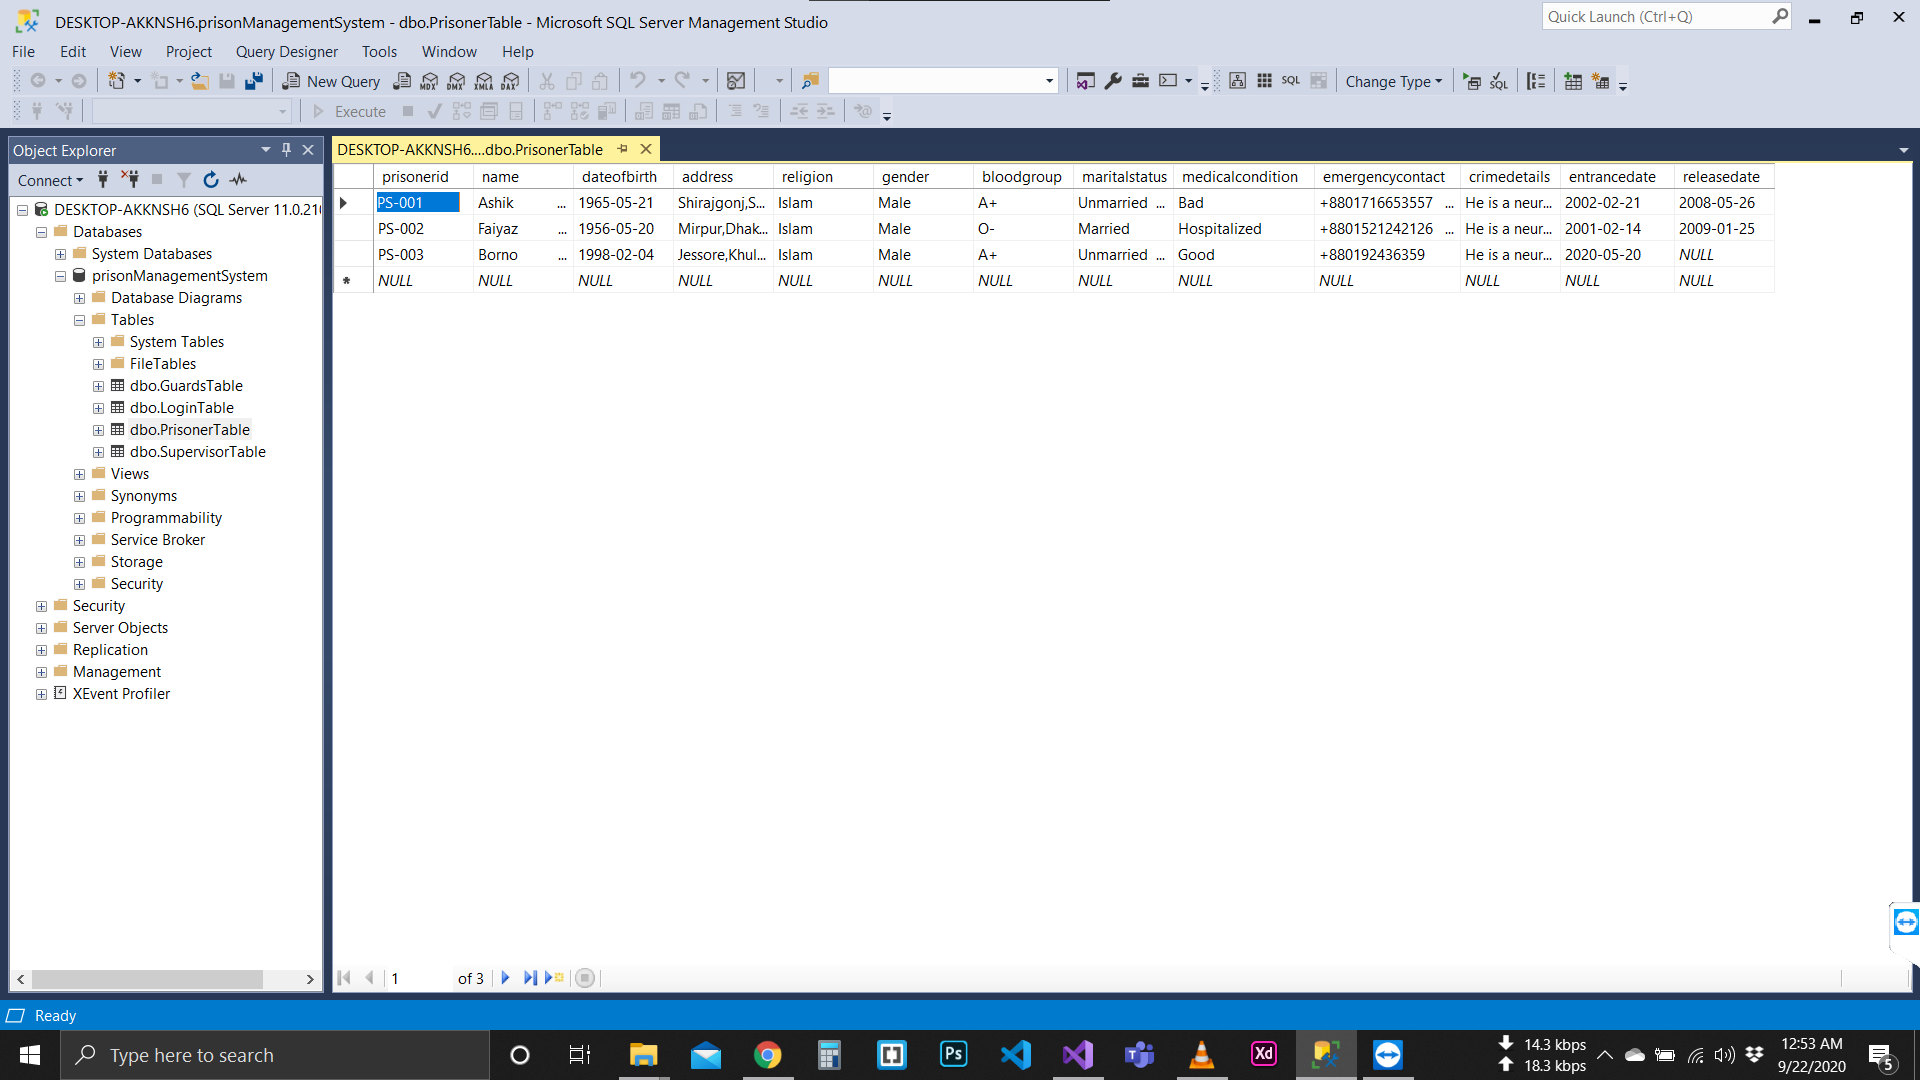 DESKTOP-AKKNSH6.prisonManagementSystem - dbo.PrisonerTable - Microsoft SQL Server Management Studio
Quick Launch (Ctrl+Q)
File Edit View Project Query Designer Tools Window Help
New Query MDX DMX XMLA DAX SQL Change Type SQL
Execute
Object Explorer
DESKTOP-AKKNSH6....dbo.PrisonerTable
Connect
DESKTOP-AKKNSH6 (SQL Server 11.0.210
Databases
System Databases
prisonManagementSystem
Database Diagrams
Tables
System Tables
FileTables
dbo.GuardsTable
dbo.LoginTable
dbo.PrisonerTable
dbo.SupervisorTable
Views
Synonyms
Programmability
Service Broker
Storage
Security
Security
Server Objects
Replication
Management
XEvent Profiler
prisonerid name dateofbirth address religion gender bloodgroup maritalstatus medicalcondition emergencycontact crimedetails entrancedate releasedate
PS-001 Ashik ... 1965-05-21 Shirajgonj,S... Islam Male A+ Unmarried ... Bad +8801716653557 ... He is a neur... 2002-02-21 2008-05-26
PS-002 Faiyaz ... 1956-05-20 Mirpur,Dhak... Islam Male O- Married Hospitalized +8801521242126 ... He is a neur... 2001-02-14 2009-01-25
PS-003 Borno ... 1998-02-04 Jessore,Khul... Islam Male A+ Unmarried ... Good +880192436359 He is a neur... 2020-05-20 NULL
* NULL NULL NULL NULL NULL NULL NULL NULL NULL NULL NULL NULL NULL
1 of 3
Ready
Type here to search
Ps
Xd
14.3 kbps
18.3 kbps
12:53 AM
9/22/2020
5